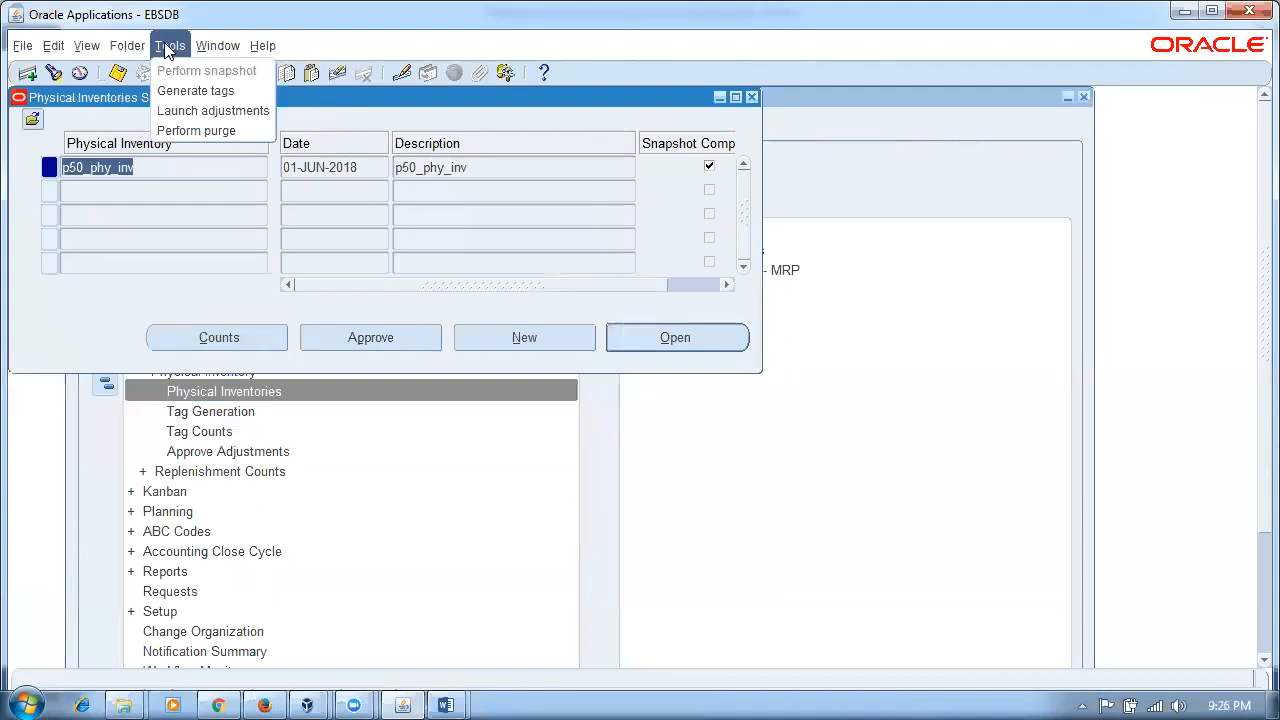 Oracle Applications - EBSDB
File Edit View Folder Tools Window Help
ORACLE
Perform snapshot
Generate tags
Launch adjustments
Perform purge
Physical Inventories S
Physical Inventory Date Description Snapshot Comp
p50_phy_inv 01-JUN-2018 p50_phy_inv
- MRP
Counts Approve New Open
Physical Inventory
Physical Inventories
Tag Generation
Tag Counts
Approve Adjustments
+ Replenishment Counts
+ Kanban
+ Planning
+ ABC Codes
+ Accounting Close Cycle
+ Reports
Requests
+ Setup
Change Organization
Notification Summary
9:26 PM